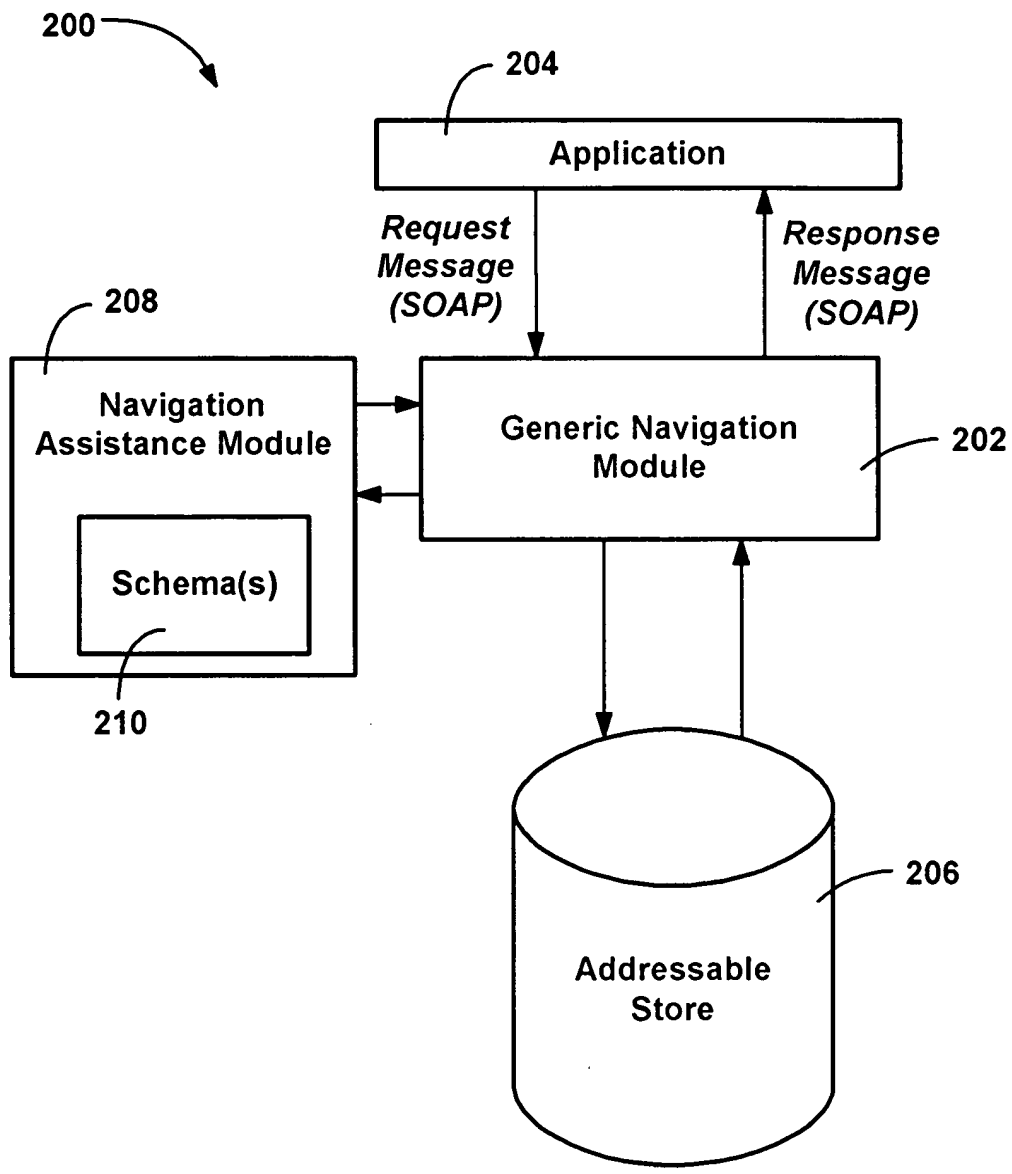 200
204
Application
Request
Message
(SOAP)
Response
Message
(SOAP)
208
Navigation
Assistance Module
Generic Navigation
Module
202
Schema(s)
210
206
Addressable
Store